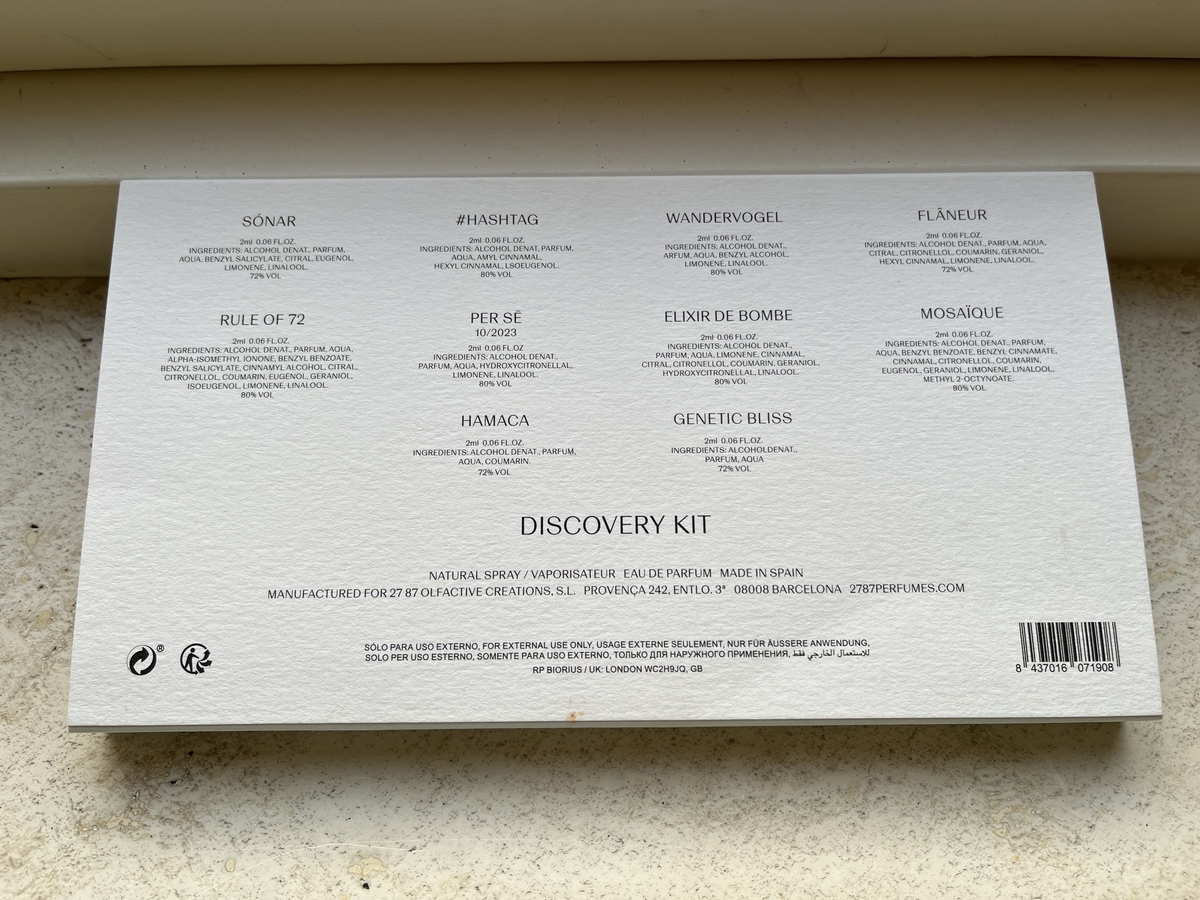 SÓNAR
2ml 0.06 FL.OZ.
INGREDIENTS: ALCOHOL DENAT., PARFUM,
AQUA, BENZYL SALICYLATE, CITRAL, EUGENOL,
LIMONENE, LINALOOL.
72% VOL
#HASHTAG
2ml 0.06 FL.OZ.
INGREDIENTS: ALCOHOL DENAT, PARFUM,
AQUA, AMYL CINNAMAL,
HEXYL CINNAMAL, LSOEUGENOL.
80% VOL
WANDERVOGEL
2ml 0.06 FL.OZ.
INGREDIENTS: ALCOHOL DENAT.,
ARFUM, AQUA, BENZYL ALCOHOL,
LIMONENE, LINALOOL.
80% VOL
FLÂNEUR
2ml 0.06 FL.OZ.
INGREDIENTS: ALCOHOL DENAT., PARFUM, AQUA,
CITRAL, CITRONELLOL, COUMARIN, GERANIOL,
HEXYL CINNAMAL, LIMONENE, LINALOOL.
72% VOL
RULE OF 72
2ml 0.06 FL.OZ.
INGREDIENTS: ALCOHOL DENAT., PARFUM, AQUA,
ALPHA-ISOMETHYL IONONE, BENZYL BENZOATE,
BENZYL SALICYLATE, CINNAMYL ALCOHOL, CITRAL,
CITRONELLOL, COUMARIN, EUGENOL, GERANIOL,
ISOEUGENOL, LIMONENE, LINALOOL.
80% VOL
PER SĒ
10/2023
2ml 0.06 FL.OZ.
INGREDIENTS: ALCOHOL DENAT.,
PARFUM, AQUA, HYDROXYCITRONELLAL,
LIMONENE, LINALOOL.
80% VOL
ELIXIR DE BOMBE
2ml 0.06 FL.OZ.
INGREDIENTS: ALCOHOL DENAT.,
PARFUM, AQUA, LIMONENE, CINNAMAL,
CITRAL, CITRONELLOL, COUMARIN, GERANIOL,
HYDROXYCITRONELLAL, LINALOOL.
80% VOL
MOSAÏQUE
2ml 0.06 FL.OZ.
INGREDIENTS: ALCOHOL DENAT., PARFUM,
AQUA, BENZYL BENZOATE, BENZYL CINNAMATE,
CINNAMAL, CITRONELLOL, COUMARIN,
EUGENOL, GERANIOL, LIMONENE, LINALOOL,
METHYL 2-OCTYNOATE.
80% VOL
HAMACA
2ml 0.06 FL.OZ.
INGREDIENTS: ALCOHOL DENAT., PARFUM,
AQUA, COUMARIN.
72% VOL
GENETIC BLISS
2ml 0.06 FL.OZ.
INGREDIENTS: ALCOHOLDENAT.,
PARFUM, AQUA
72% VOL
DISCOVERY KIT
NATURAL SPRAY / VAPORISATEUR EAU DE PARFUM MADE IN SPAIN
MANUFACTURED FOR 27 87 OLFACTIVE CREATIONS, S.L. PROVENÇA 242, ENTLO. 3ª 08008 BARCELONA 2787PERFUMES.COM
SÓLO PARA USO EXTERNO, FOR EXTERNAL USE ONLY, USAGE EXTERNE SEULEMENT, NUR FÜR ÄUSSERE ANWENDUNG,
SOLO PER USO ESTERNO, SOMENTE PARA USO EXTERNO, ТОЛЬКО ДЛЯ НАРУЖНОГО ПРИМЕНЕНИЯ, للاستعمال الخارجي فقط
RP BIORIUS / UK: LONDON WC2H9JQ, GB
8 437016 071908